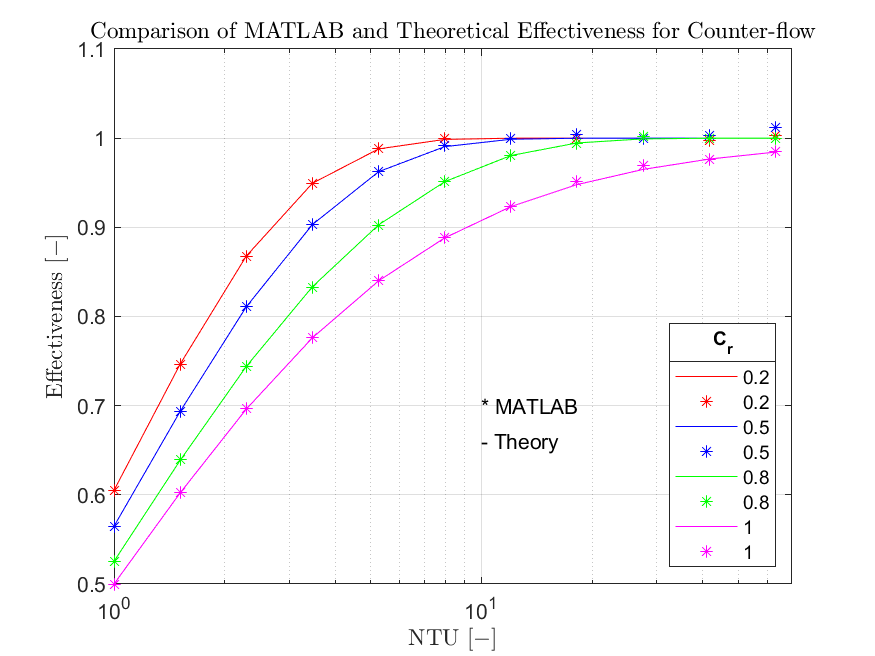 Comparison of MATLAB and Theoretical Effectiveness for Counter-flow
1.1
1
0.9
0.8
0.7
0.6
0.5
Effectiveness [−]
10^0
10^1
NTU [−]
* MATLAB
- Theory
C_r
0.2
0.2
0.5
0.5
0.8
0.8
1
1